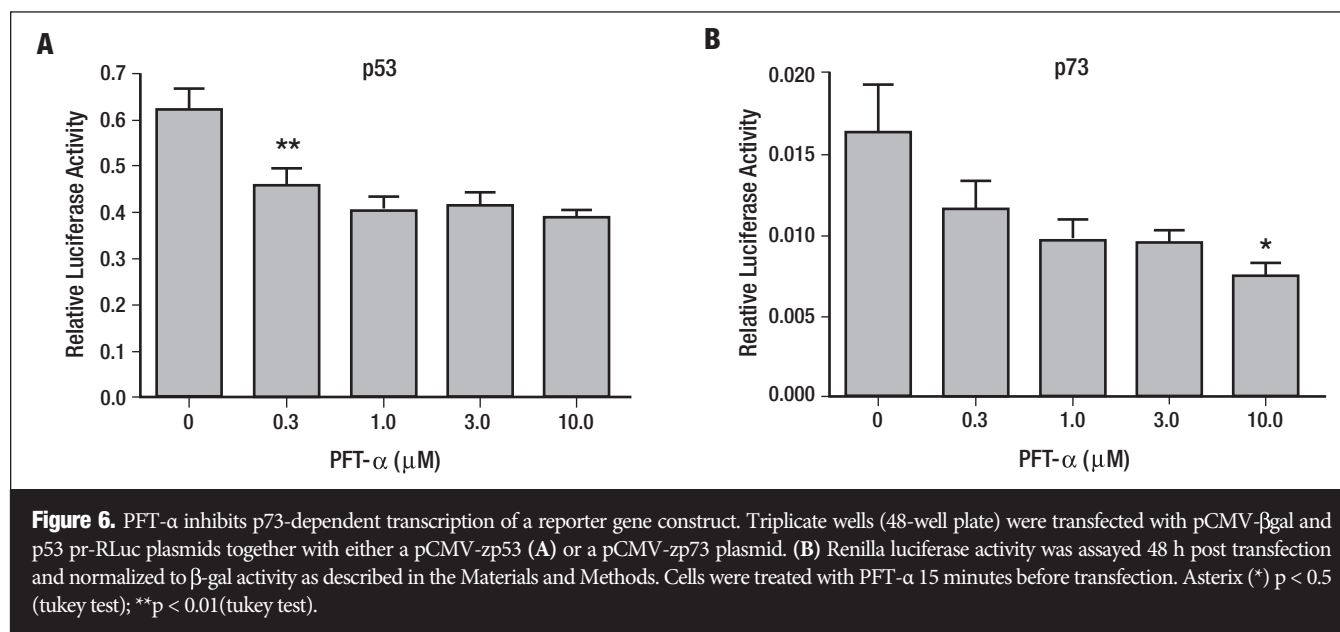 A
p53
0.7
0.6
0.5
0.4
0.3
0.2
0.1
0.0
Relative Luciferase Activity
**
0
0.3
1.0
3.0
10.0
PFT-α (μM)
B
p73
0.020
0.015
0.010
0.005
0.000
Relative Luciferase Activity
*
0
0.3
1.0
3.0
10.0
PFT-α (μM)
Figure 6. PFT-α inhibits p73-dependent transcription of a reporter gene construct. Triplicate wells (48-well plate) were transfected with pCMV-βgal and
p53 pr-RLuc plasmids together with either a pCMV-zp53 (A) or a pCMV-zp73 plasmid. (B) Renilla luciferase activity was assayed 48 h post transfection
and normalized to β-gal activity as described in the Materials and Methods. Cells were treated with PFT-α 15 minutes before transfection. Asterix (*) p < 0.5
(tukey test); **p < 0.01(tukey test).